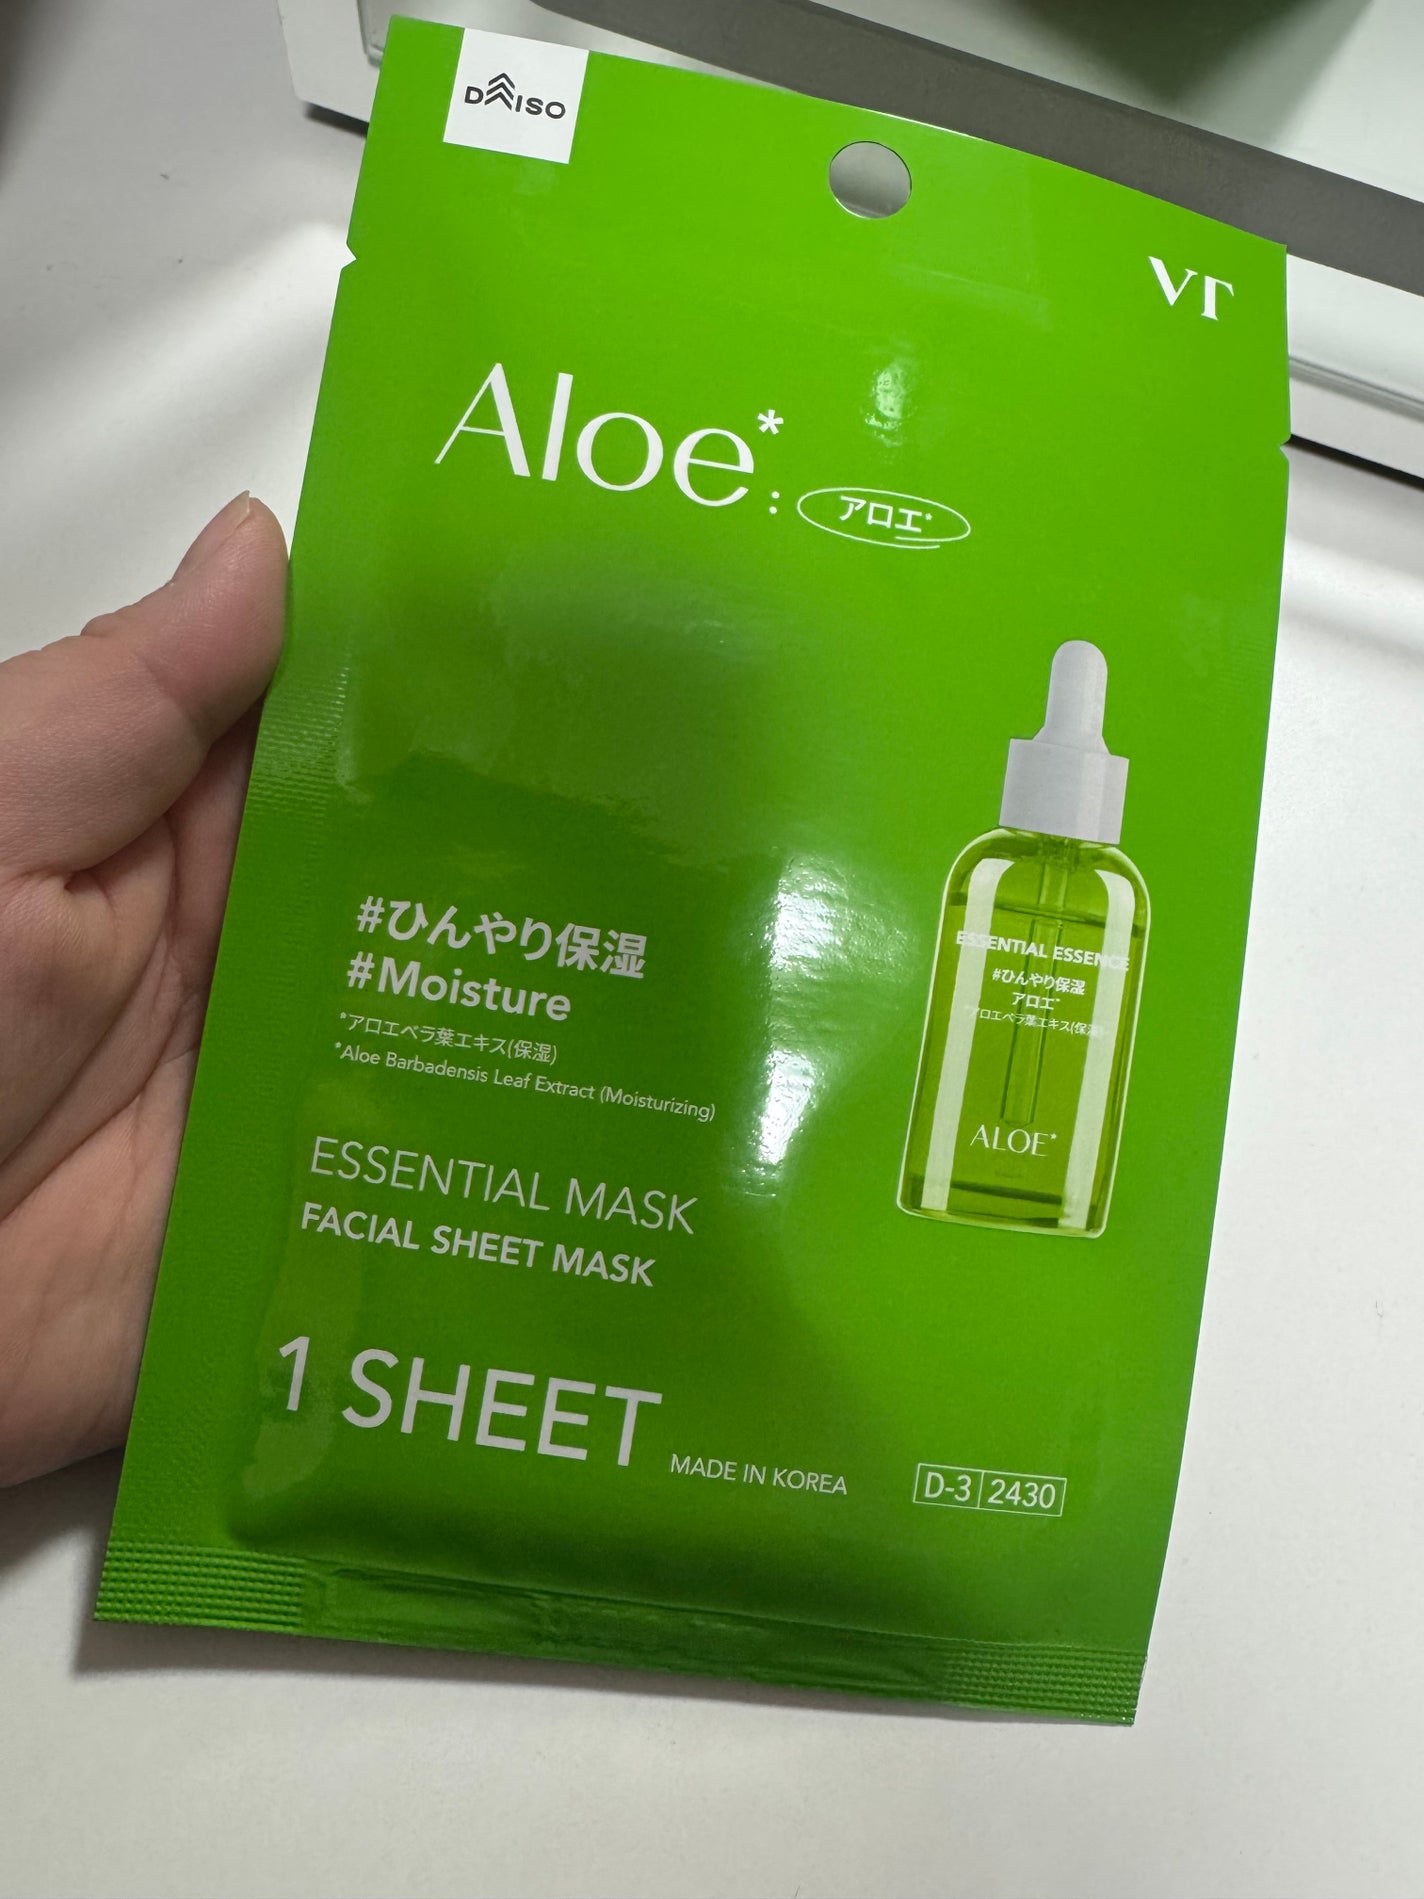 DAISO
VT
Aloe*:
アロエ*
#ひんやり保湿
#Moisture
*アロエベラ葉エキス(保湿)
*Aloe Barbadensis Leaf Extract (Moisturizing)
ESSENTIAL MASK
FACIAL SHEET MASK
1 SHEET
MADE IN KOREA
D-3 2430
ESSENTIAL ESSENCE
#ひんやり保湿
アロエ*
*アロエベラ葉エキス(保湿)
ALOE*